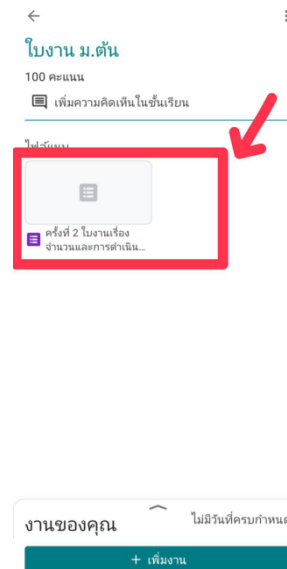 ใบงาน ม.ต้น
100 คะแนน
เพิ่มความคิดเห็นในชั้นเรียน
ไฟล์แนบ
ครั้งที่ 2 ใบงานเรื่อง
จำนวนและการดำเนิน...
งานของคุณ
ไม่มีวันที่ครบกำหนด
+ เพิ่มงาน